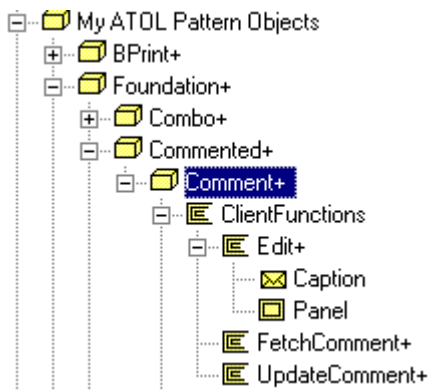 My ATOL Pattern Objects
BPrint+
Foundation+
Combo+
Commented+
Comment+
ClientFunctions
Edit+
Caption
Panel
FetchComment+
UpdateComment+